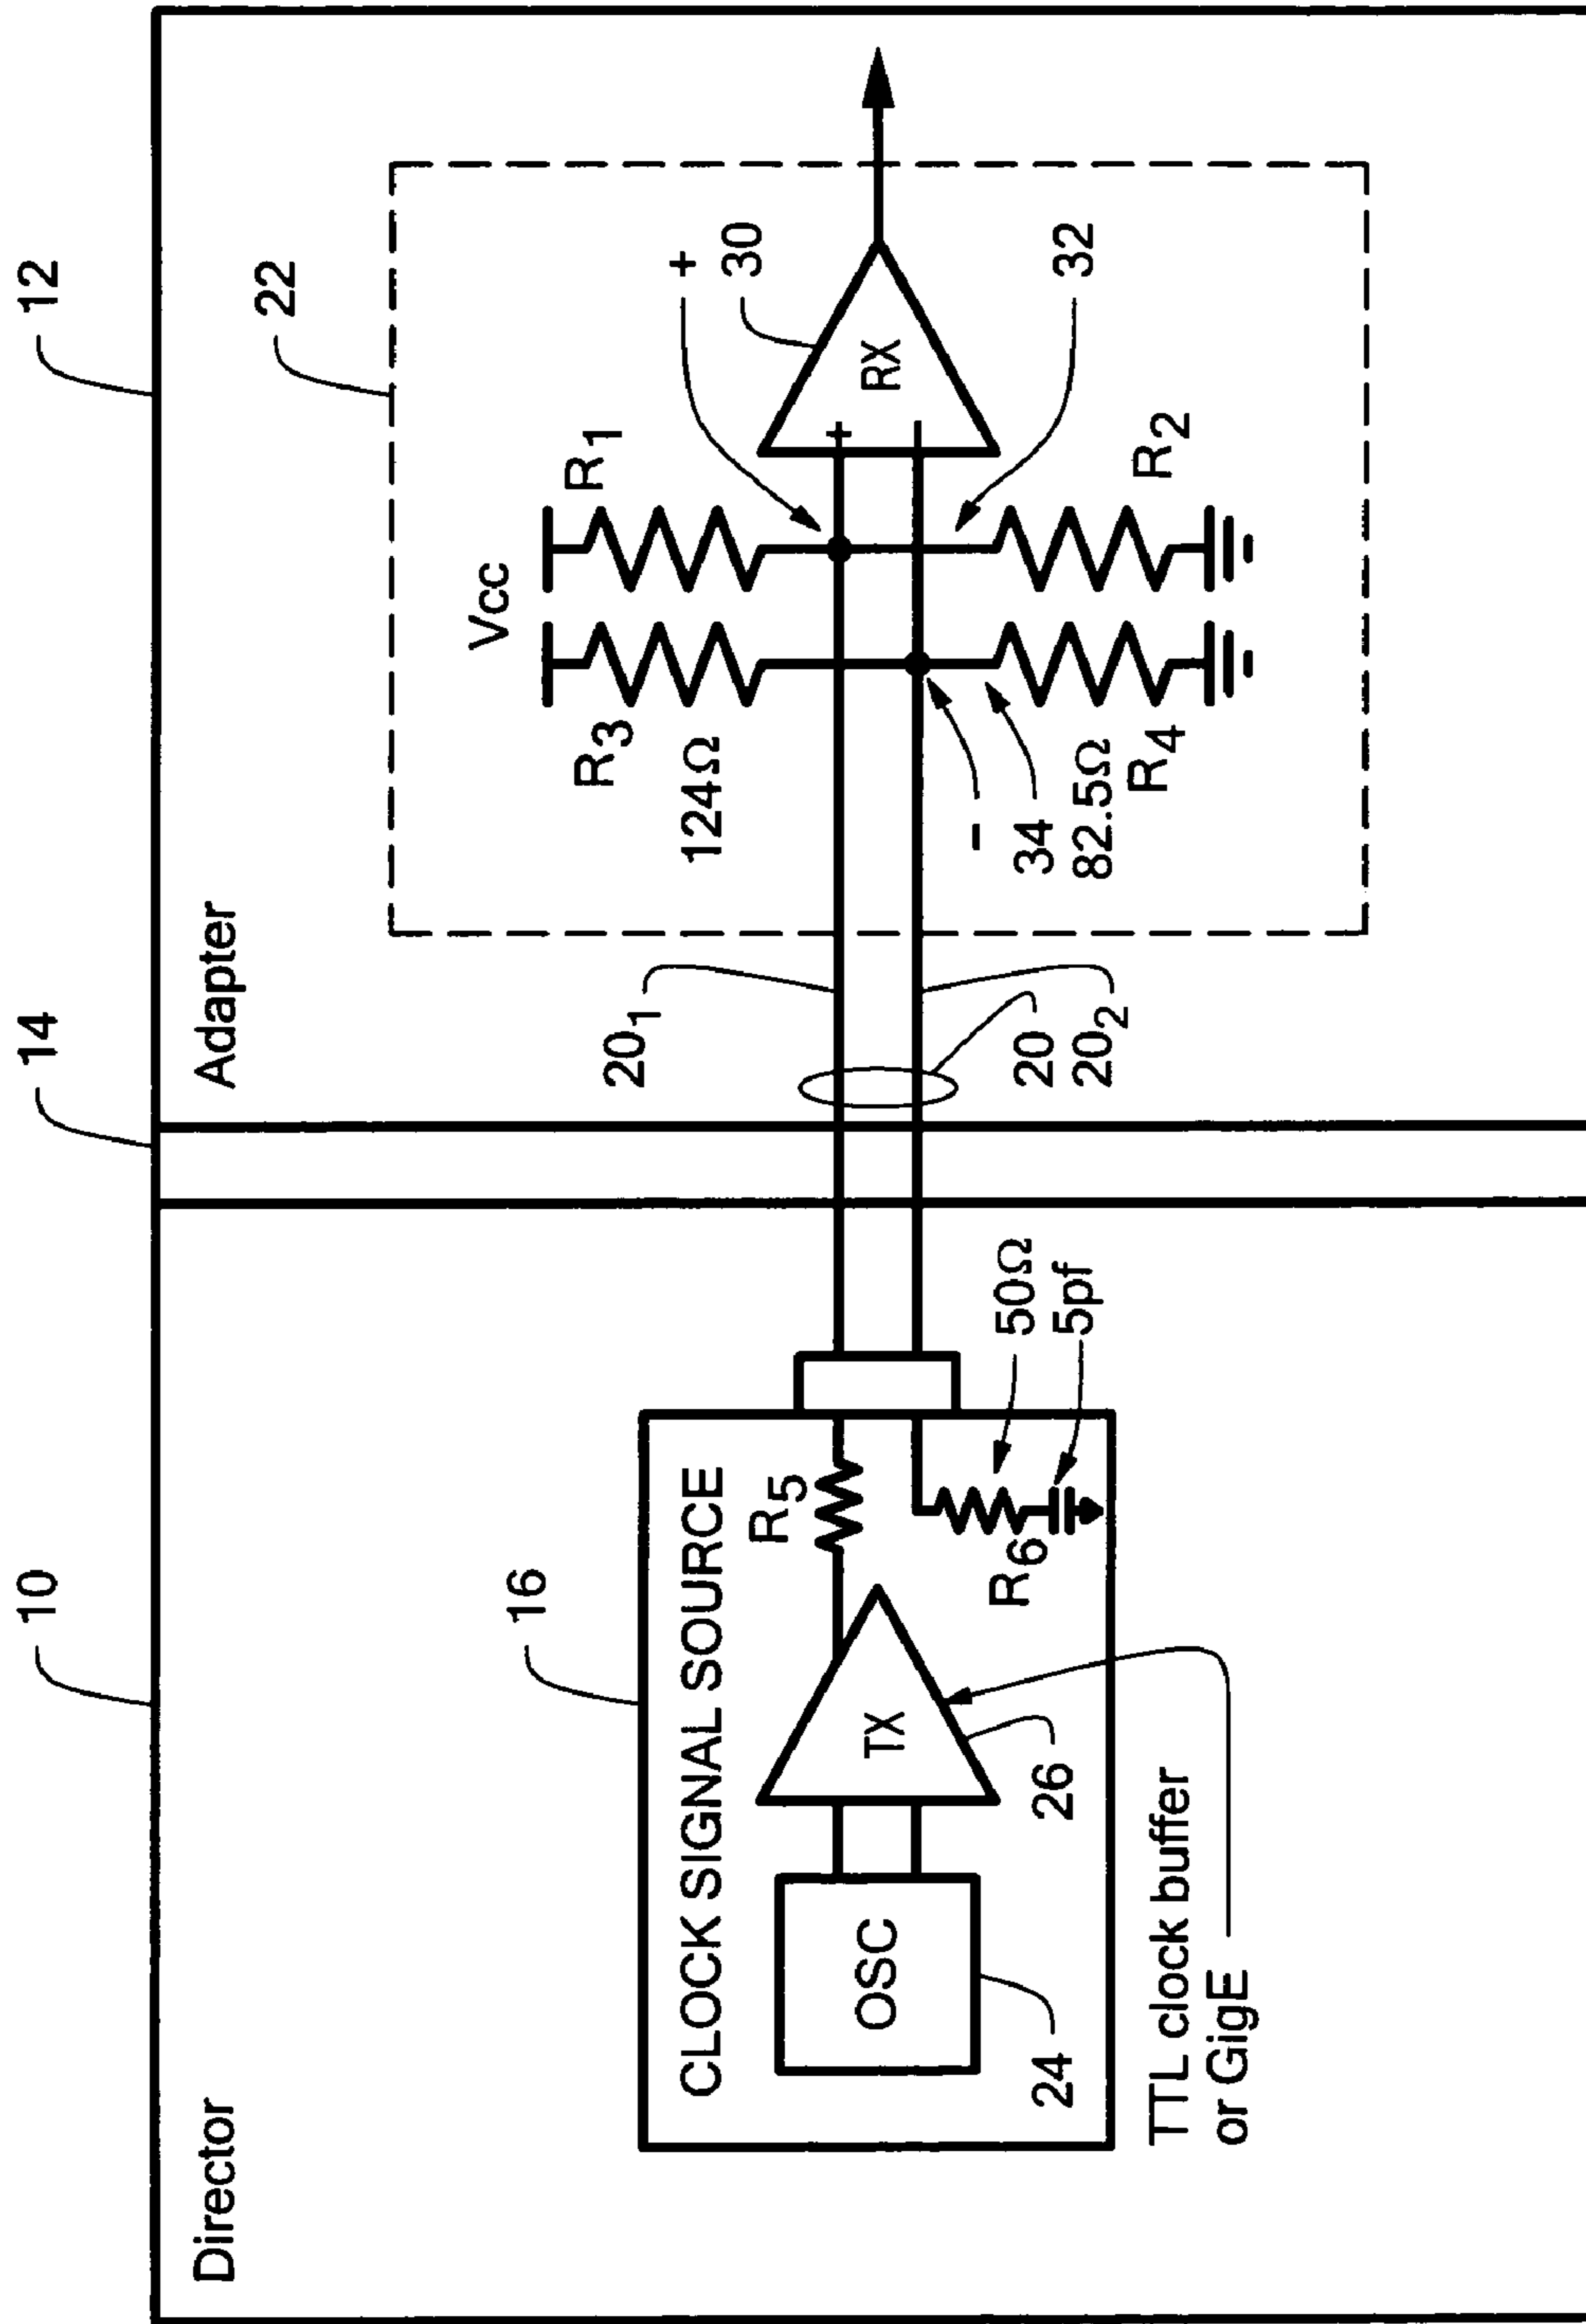 10
14
12
Director
Adapter
16
22
CLOCK SIGNAL SOURCE
OSC
24
TX
26
R5
R6
50Ω
5pf
TTL clock buffer
or GigE
20₁
20
20₂
Vcc
R3
R1
124Ω
+
30
+
-
RX
-
34
32
82.5Ω
R4
R2